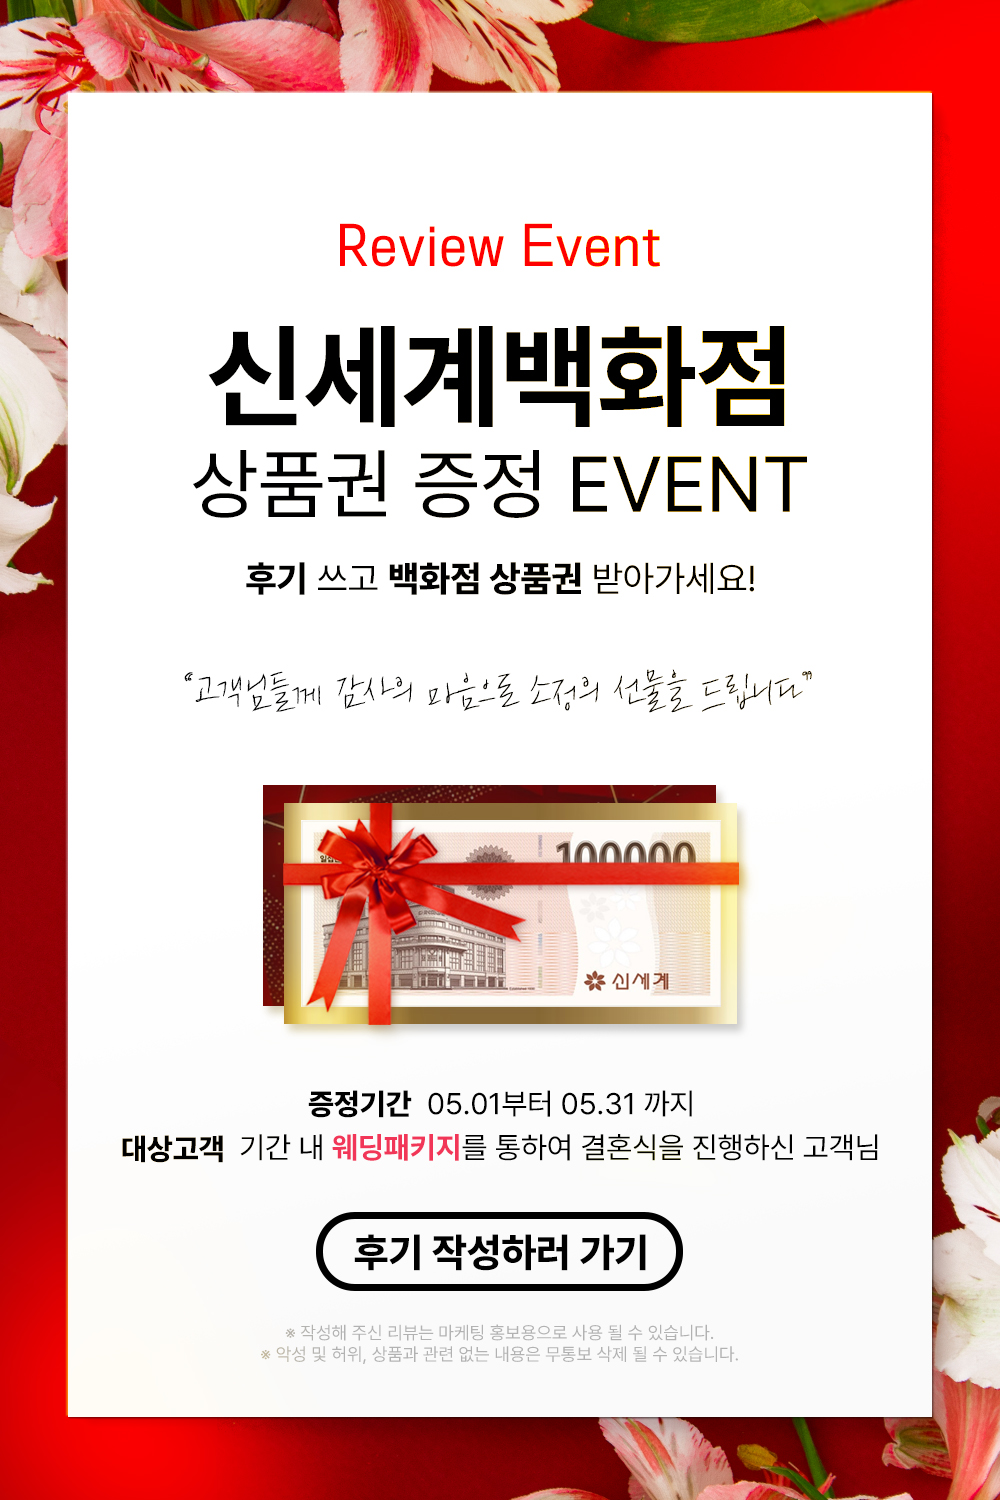 Review Event
신세계백화점
상품권 증정 EVENT
후기 쓰고 백화점 상품권 받아가세요!
“고객님들께 감사의 마음으로 소정의 선물을 드립니다”
100000
신세계
증정기간 05.01부터 05.31 까지
대상고객 기간 내 웨딩패키지를 통하여 결혼식을 진행하신 고객님
후기 작성하러 가기
※ 작성해 주신 리뷰는 마케팅 홍보용으로 사용 될 수 있습니다.
※ 악성 및 허위, 상품과 관련 없는 내용은 무통보 삭제 될 수 있습니다.